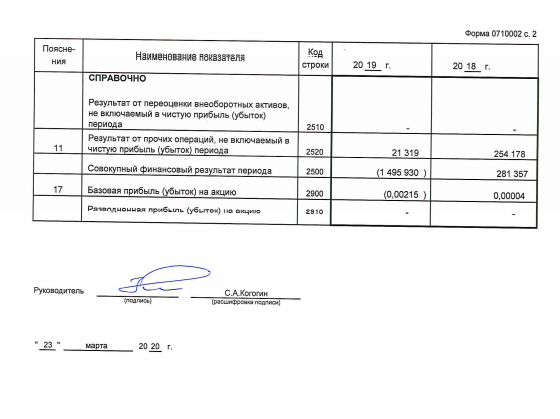 Форма 0710002 с. 2
Поясне-
ния
Наименование показателя
Код
строки
20 19 г.
20 18 г.
СПРАВОЧНО
Результат от переоценки внеоборотных активов,
не включаемый в чистую прибыль (убыток)
периода 2510 - -
11 Результат от прочих операций, не включаемый в
чистую прибыль (убыток) периода 2520 21 319 254 178
Совокупный финансовый результат периода 2500 (1 495 930 ) 281 357
17 Базовая прибыль (убыток) на акцию 2900 (0,00215 ) 0,00004
Разводненная прибыль (убыток) на акцию 2910 - -
Руководитель С.А.Когогин
(подпись) (расшифровка подписи)
" 23 " марта 20 20 г.